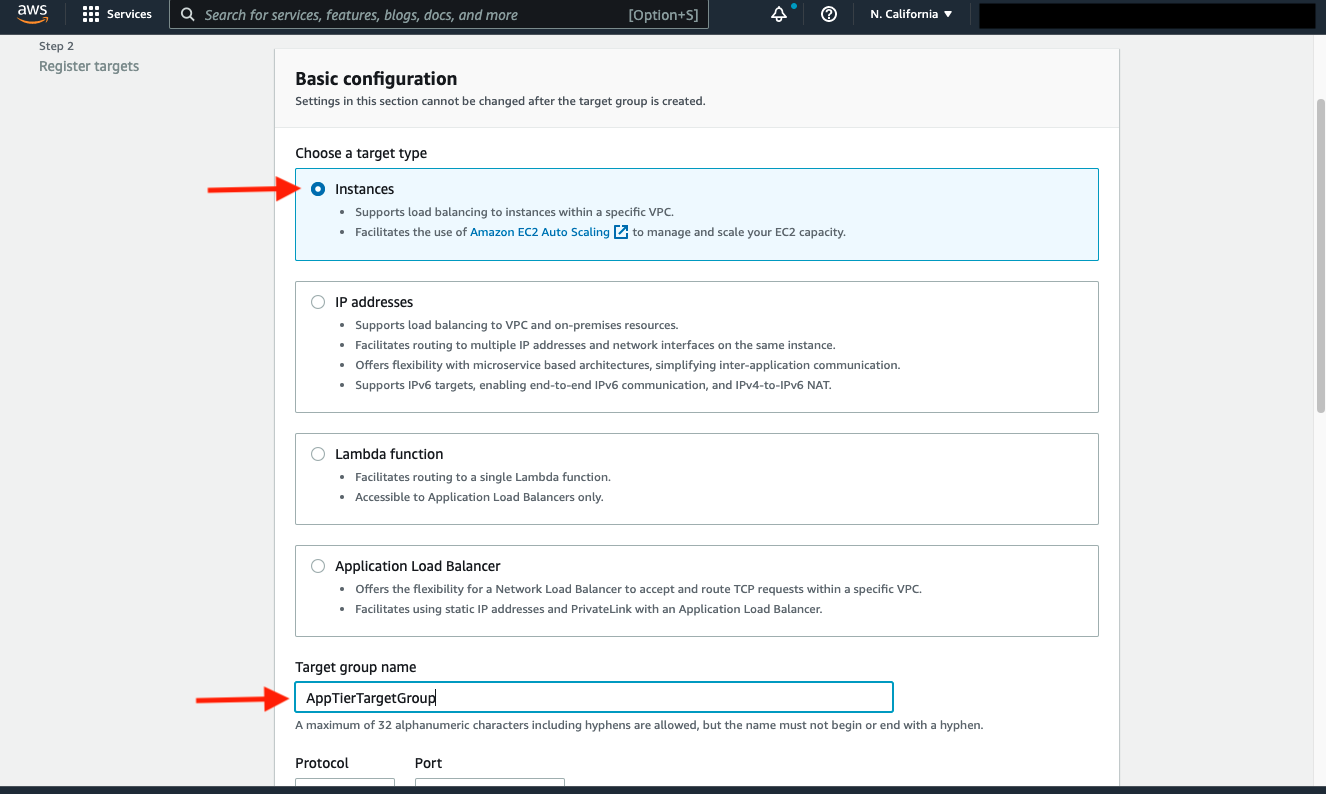 aws
Services
Search for services, features, blogs, docs, and more
[Option+S]
N. California
Step 2
Register targets
Basic configuration
Settings in this section cannot be changed after the target group is created.
Choose a target type
Instances
• Supports load balancing to instances within a specific VPC.
• Facilitates the use of Amazon EC2 Auto Scaling to manage and scale your EC2 capacity.
IP addresses
• Supports load balancing to VPC and on-premises resources.
• Facilitates routing to multiple IP addresses and network interfaces on the same instance.
• Offers flexibility with microservice based architectures, simplifying inter-application communication.
• Supports IPv6 targets, enabling end-to-end IPv6 communication, and IPv4-to-IPv6 NAT.
Lambda function
• Facilitates routing to a single Lambda function.
• Accessible to Application Load Balancers only.
Application Load Balancer
• Offers the flexibility for a Network Load Balancer to accept and route TCP requests within a specific VPC.
• Facilitates using static IP addresses and PrivateLink with an Application Load Balancer.
Target group name
AppTierTargetGroup
A maximum of 32 alphanumeric characters including hyphens are allowed, but the name must not begin or end with a hyphen.
Protocol
Port